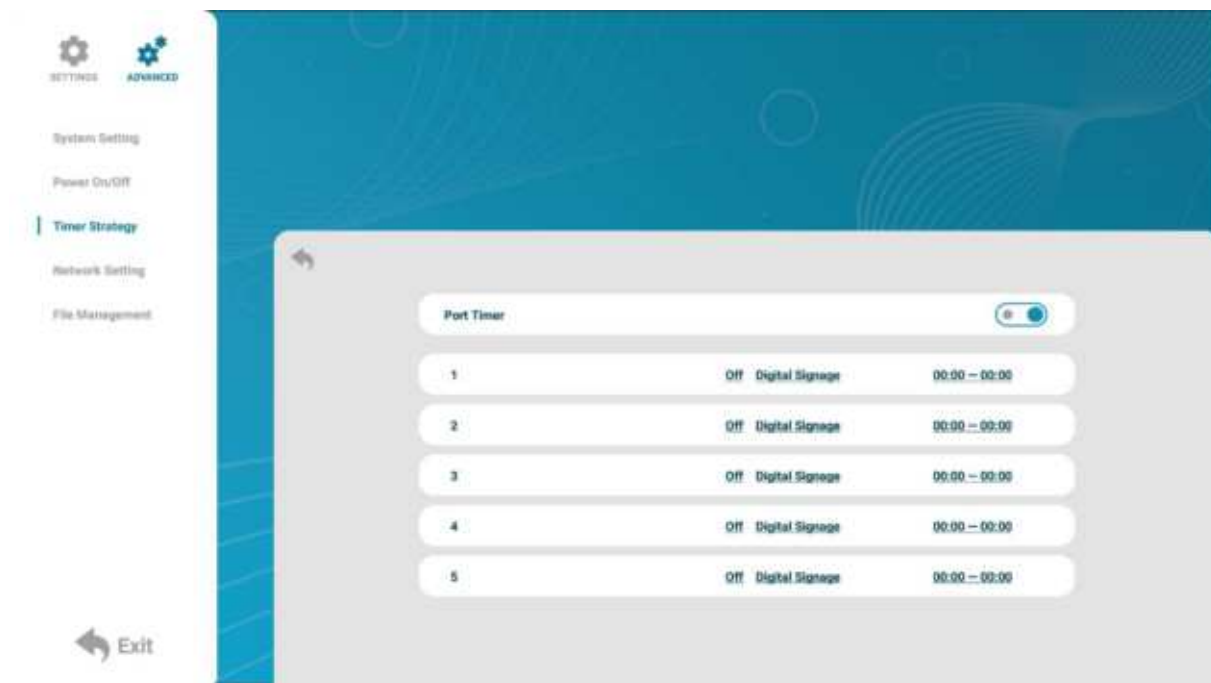 SETTINGS ADVANCED
System Setting
Power On/Off
Timer Strategy
Network Setting
File Management
Exit
Port Timer
1 Off Digital Signage 00:00 – 00:00
2 Off Digital Signage 00:00 – 00:00
3 Off Digital Signage 00:00 – 00:00
4 Off Digital Signage 00:00 – 00:00
5 Off Digital Signage 00:00 – 00:00